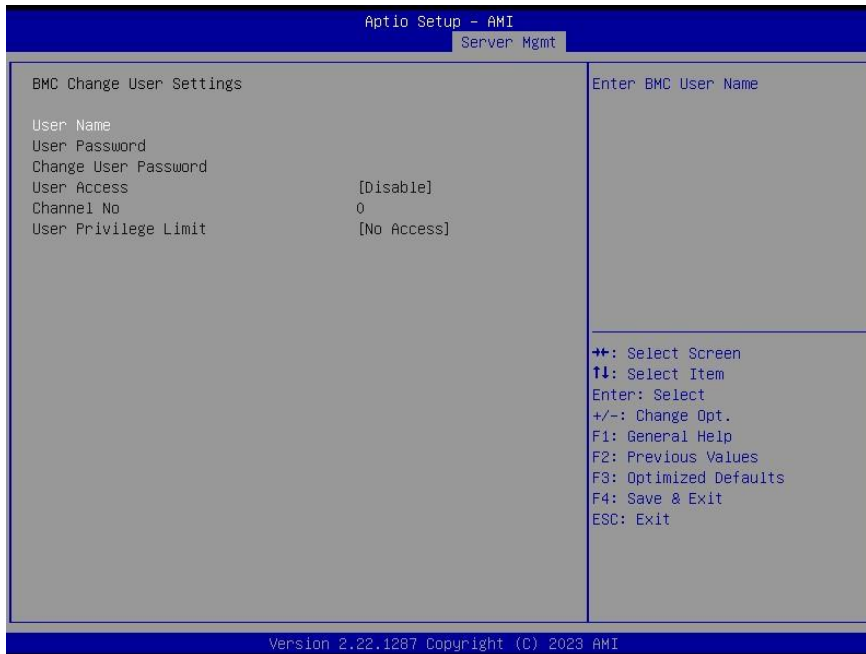 Aptio Setup – AMI
Server Mgmt
BMC Change User Settings
User Name
User Password
Change User Password
User Access [Disable]
Channel No 0
User Privilege Limit [No Access]
Enter BMC User Name
→←: Select Screen
↑↓: Select Item
Enter: Select
+/-: Change Opt.
F1: General Help
F2: Previous Values
F3: Optimized Defaults
F4: Save & Exit
ESC: Exit
Version 2.22.1287 Copyright (C) 2023 AMI